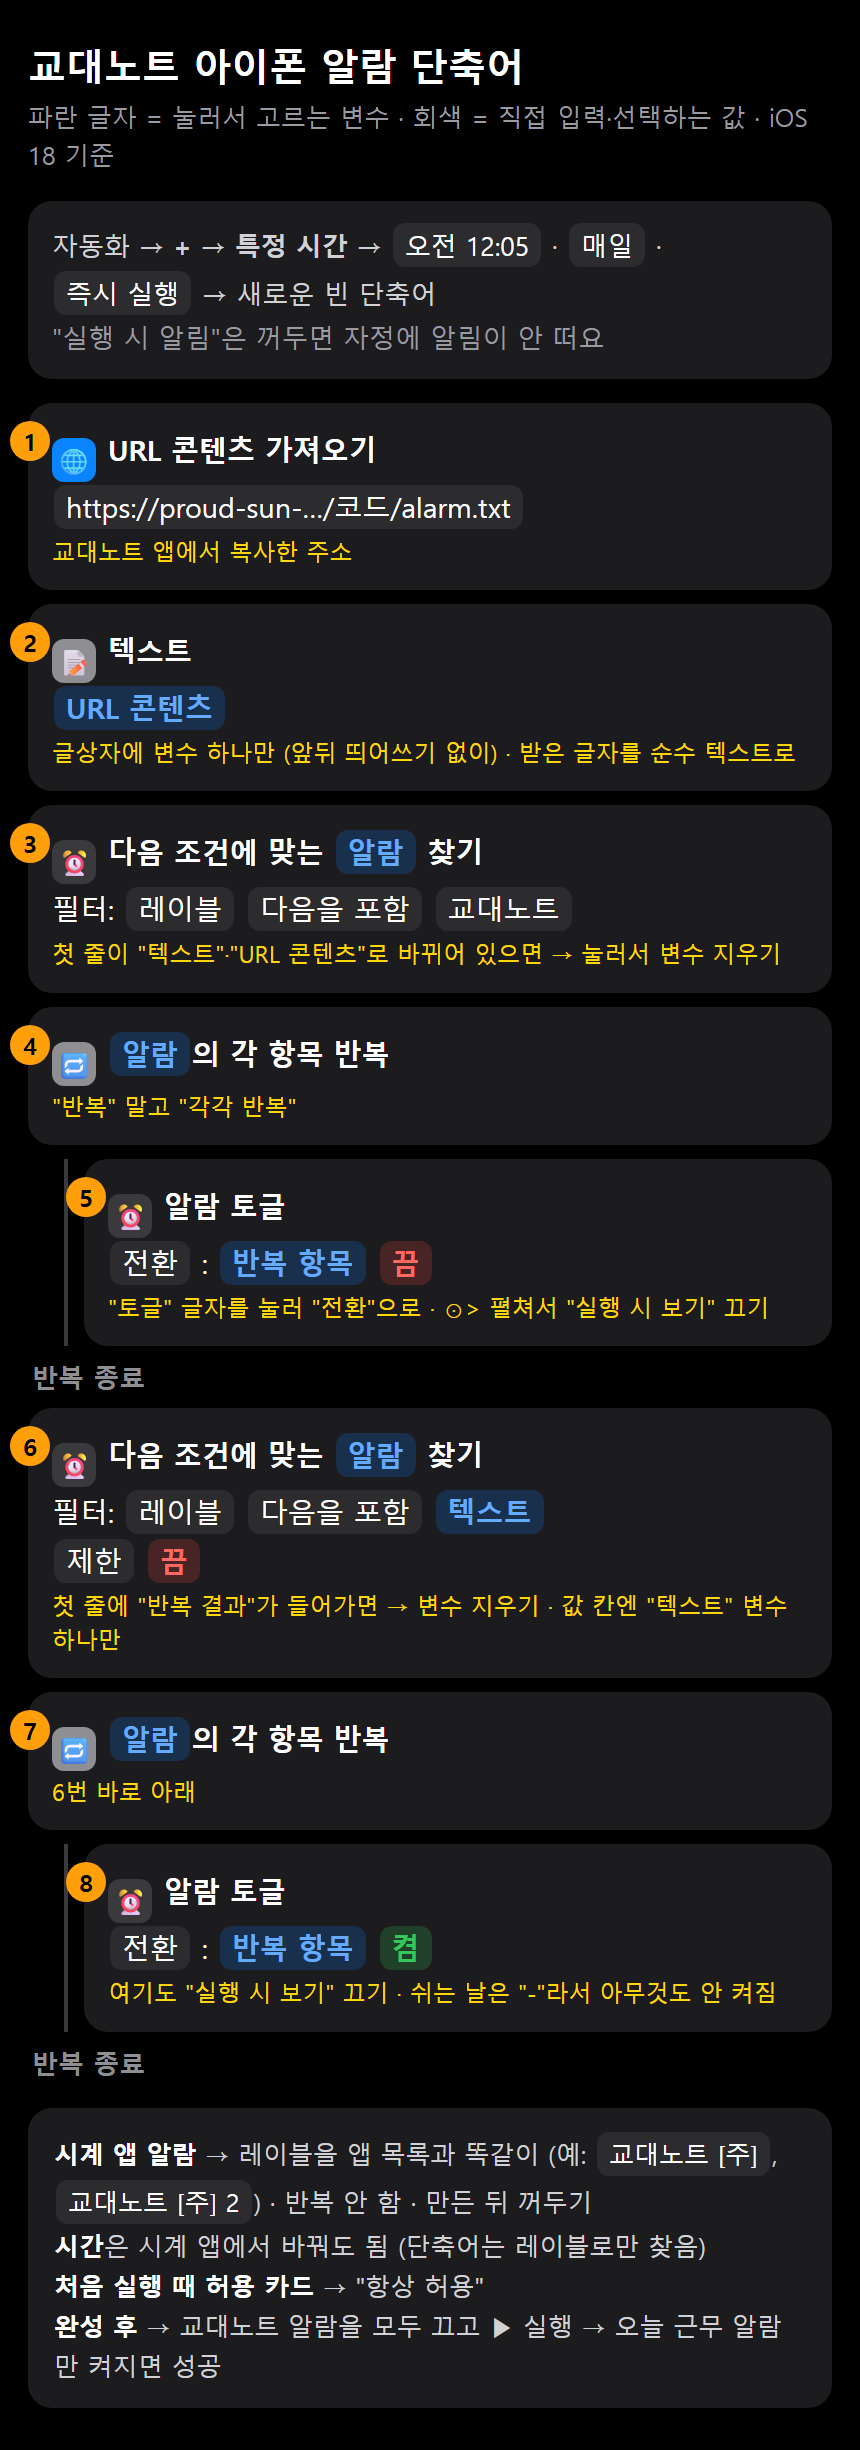 교대노트 아이폰 알람 단축어
파란 글자 = 눌러서 고르는 변수 · 회색 = 직접 입력·선택하는 값 · iOS
18 기준
자동화 → + → 특정 시간 → 오전 12:05 · 매일 ·
즉시 실행 → 새로운 빈 단축어
"실행 시 알림"은 꺼두면 자정에 알림이 안 떠요
1 URL 콘텐츠 가져오기
https://proud-sun-.../코드/alarm.txt
교대노트 앱에서 복사한 주소
2 텍스트
URL 콘텐츠
글상자에 변수 하나만 (앞뒤 띄어쓰기 없이) · 받은 글자를 순수 텍스트로
3 다음 조건에 맞는 알람 찾기
필터: 레이블 다음을 포함 교대노트
첫 줄이 "텍스트"·"URL 콘텐츠"로 바뀌어 있으면 → 눌러서 변수 지우기
4 알람의 각 항목 반복
"반복" 말고 "각각 반복"
5 알람 토글
전환 : 반복 항목 끔
"토글" 글자를 눌러 "전환"으로 · ⊙> 펼쳐서 "실행 시 보기" 끄기
반복 종료
6 다음 조건에 맞는 알람 찾기
필터: 레이블 다음을 포함 텍스트
제한 끔
첫 줄에 "반복 결과"가 들어가면 → 변수 지우기 · 값 칸엔 "텍스트" 변수
하나만
7 알람의 각 항목 반복
6번 바로 아래
8 알람 토글
전환 : 반복 항목 켬
여기도 "실행 시 보기" 끄기 · 쉬는 날은 "-"라서 아무것도 안 켜짐
반복 종료
시계 앱 알람 → 레이블을 앱 목록과 똑같이 (예: 교대노트 [주],
교대노트 [주] 2) · 반복 안 함 · 만든 뒤 꺼두기
시간은 시계 앱에서 바꿔도 됨 (단축어는 레이블로만 찾음)
처음 실행 때 허용 카드 → "항상 허용"
완성 후 → 교대노트 알람을 모두 끄고 ▶ 실행 → 오늘 근무 알람
만 켜지면 성공